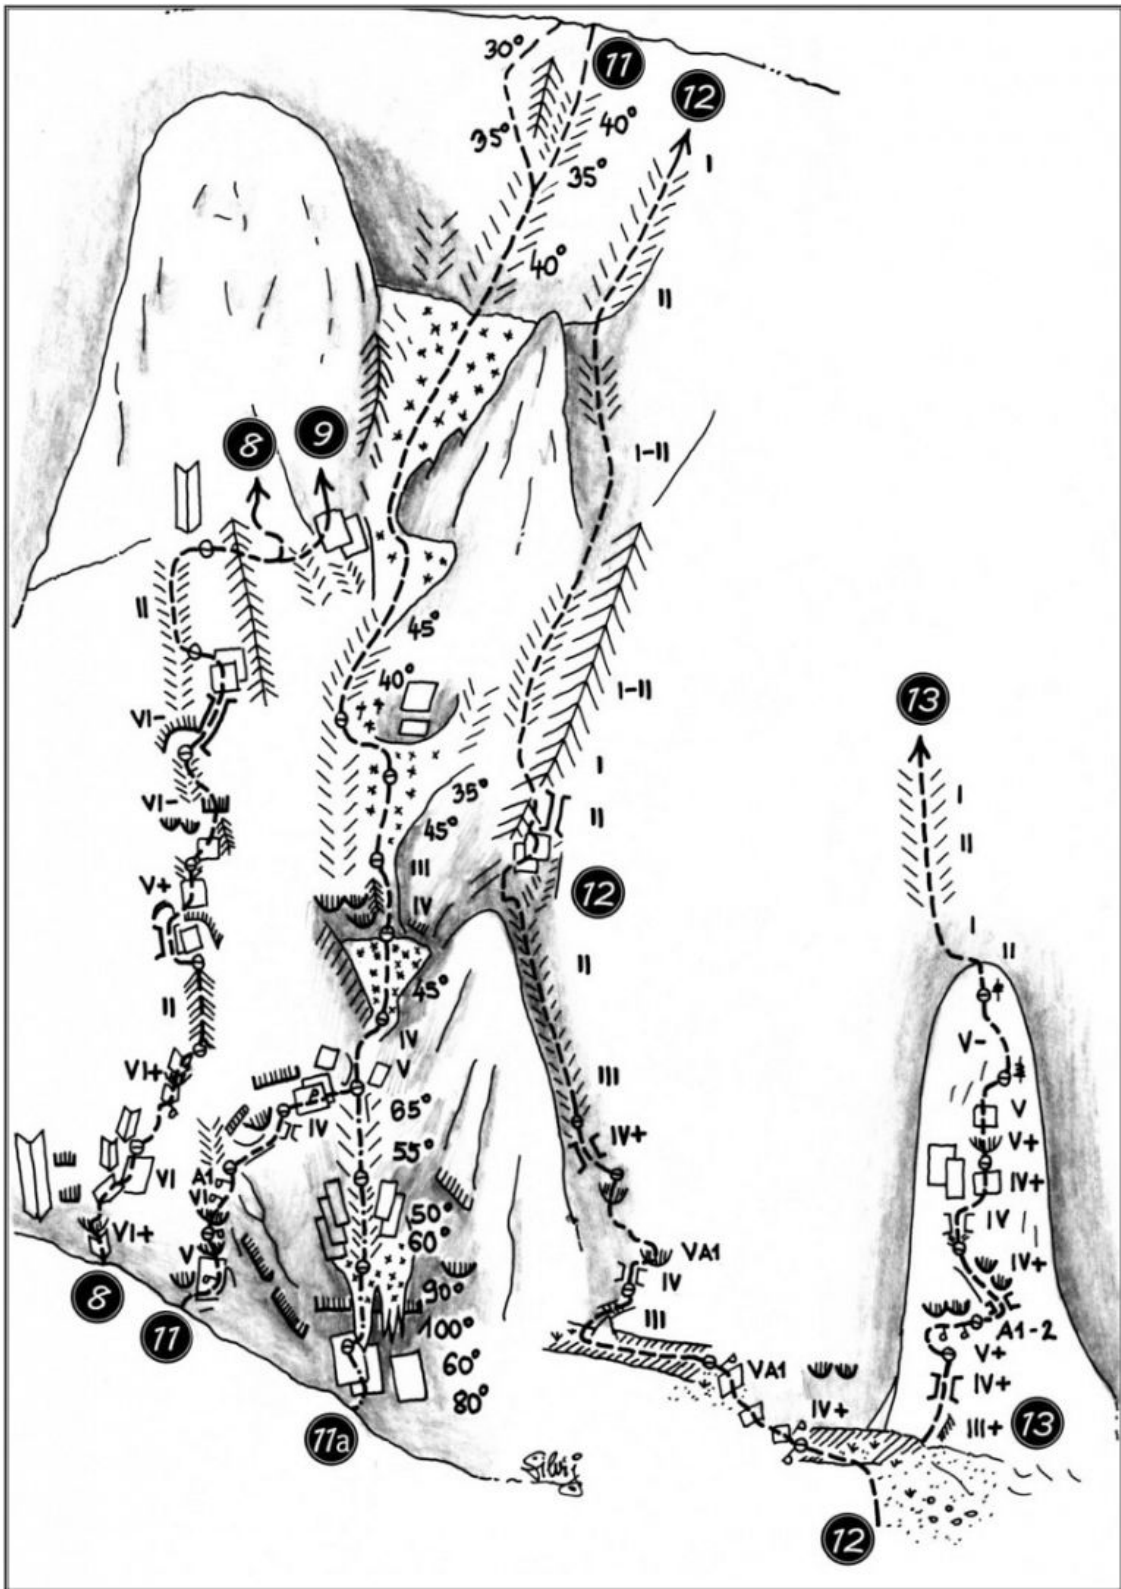 30°
11
12
35°
40°
35°
I
40°
II
8
9
I-II
II
45°
40°
I-II
13
VI-
I
I
35°
II
VI-
45°
II
III
V+
12
IV
I
II
II
II
45°
IV
V-
VI+
V
III
65°
V
IV
IV+
V+
55°
VI
A1
IV+
VI
50°
IV
VI+
60°
VA1
V
IV
IV+
8
90°
III
11
100°
A1-2
60°
VA1
V+
80°
IV+
IV+
III+
13
11a
Silvij
12